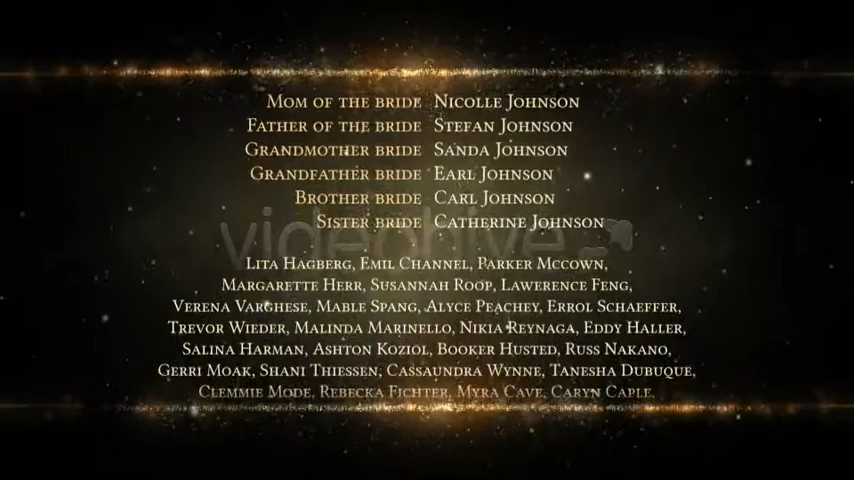 Mom of the bride Nicolle Johnson
Father of the bride Stefan Johnson
Grandmother bride Sanda Johnson
Grandfather bride Earl Johnson
Brother bride Carl Johnson
Sister bride Catherine Johnson
videohive
Lita Hagberg, Emil Channel, Parker Mccown,
Margarette Herr, Susannah Roop, Lawerence Feng,
Verena Varghese, Mable Spang, Alyce Peachey, Errol Schaeffer,
Trevor Wieder, Malinda Marinello, Nikia Reynaga, Eddy Haller,
Salina Harman, Ashton Koziol, Booker Husted, Russ Nakano,
Gerri Moak, Shani Thiessen, Cassaundra Wynne, Tanesha Dubuque,
Clemmie Mode, Rebecka Fichter, Myra Cave, Caryn Caple,